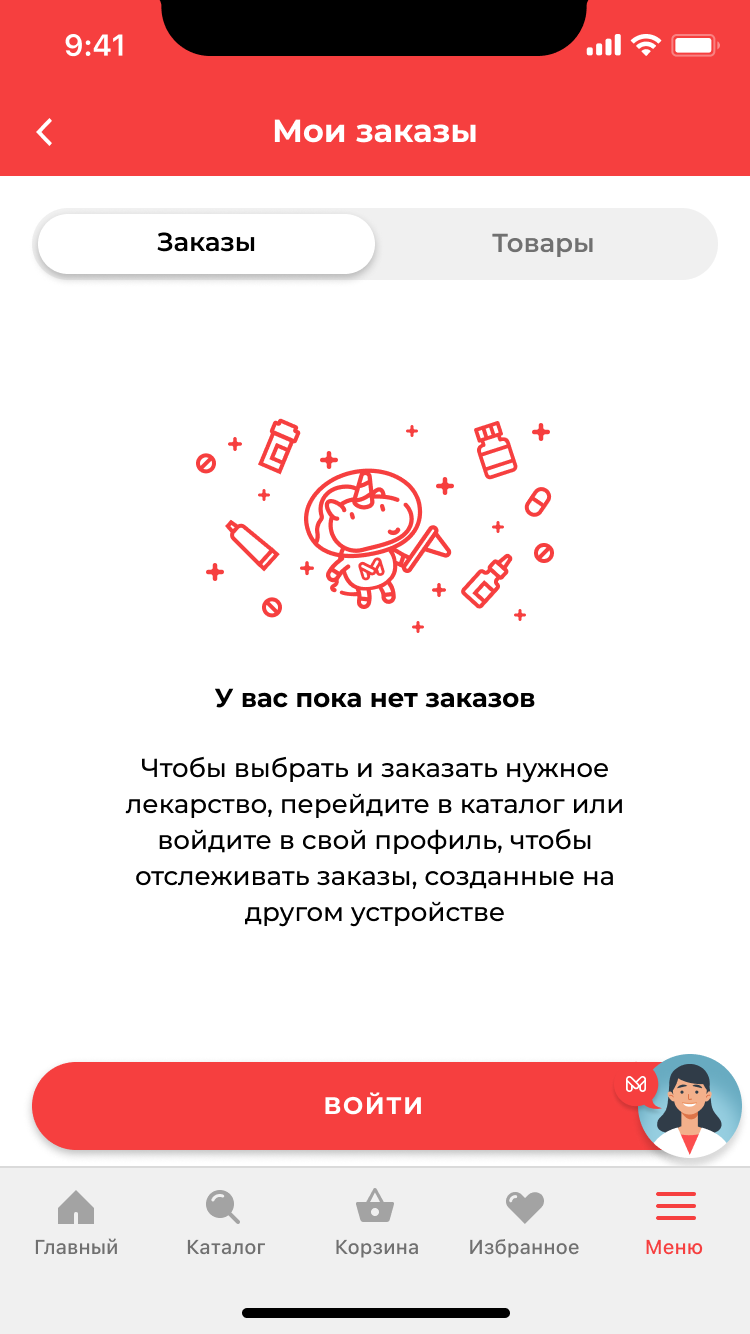 9:41
Мои заказы
Заказы
Товары
У вас пока нет заказов
Чтобы выбрать и заказать нужное
лекарство, перейдите в каталог или
войдите в свой профиль, чтобы
отслеживать заказы, созданные на
другом устройстве
ВОЙТИ
Главный
Каталог
Корзина
Избранное
Меню